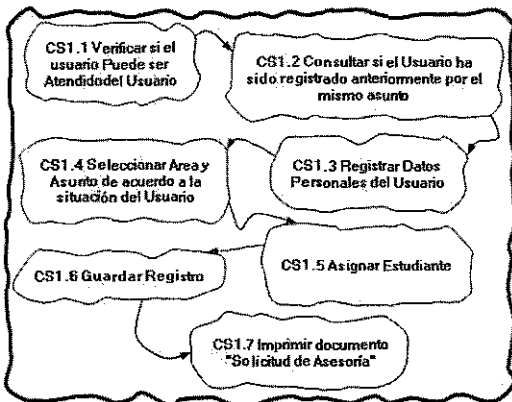 CS1.1 Verificar si el
usuario Puede ser
Atendidodel Usuario
CS1.2 Consultar si el Usuario ha
sido registrado anteriormente por el
mismo asunto
CS1.3 Registrar Datos
Personales del Usuario
CS1.4 Seleccionar Area y
Asunto de acuerdo a la
situación del Usuario
CS1.5 Asignar Estudiante
CS1.6 Guardar Registro
CS1.7 Imprimir documento
"Solicitud de Asesoría"